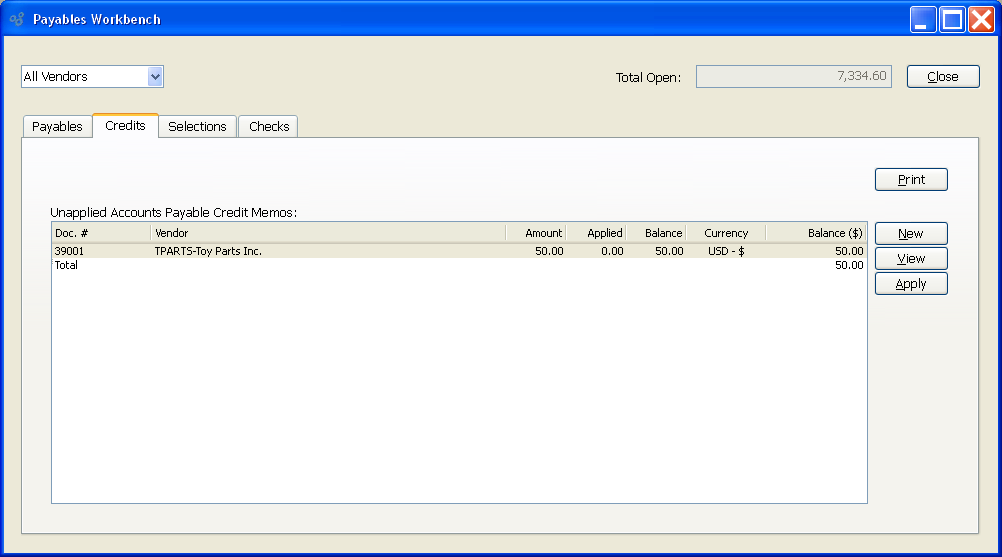 Payables Workbench
All Vendors
Total Open: 7,334.60 Close
Payables Credits Selections Checks
Print
Unapplied Accounts Payable Credit Memos:
Doc. # Vendor Amount Applied Balance Currency Balance ($)
39001 TPARTS-Toy Parts Inc. 50.00 0.00 50.00 USD - $ 50.00
Total 50.00
New
View
Apply